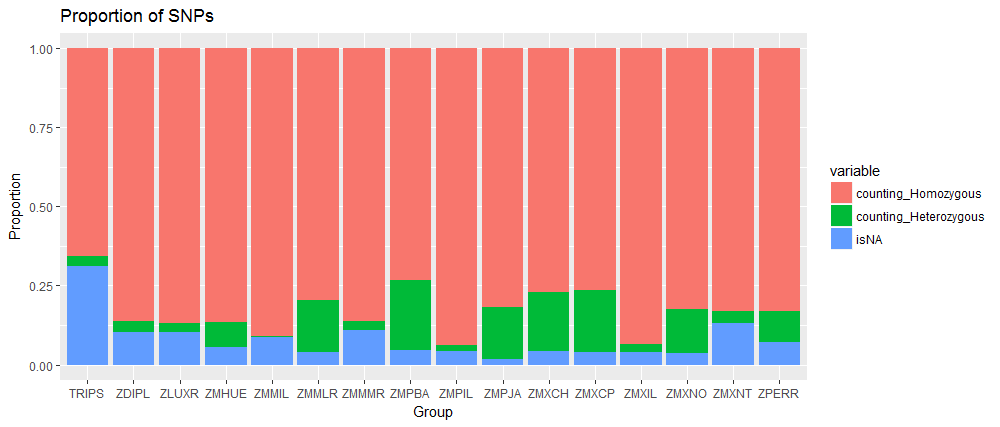 Proportion of SNPs
Proportion
1.00
0.75
0.50
0.25
0.00
TRIPS ZDIPL ZLUXR ZMHUE ZMMIL ZMMLR ZMMMR ZMPBA ZMPIL ZMPJA ZMXCH ZMXCP ZMXIL ZMXNO ZMXNT ZPERR
Group
variable
counting_Homozygous
counting_Heterozygous
isNA